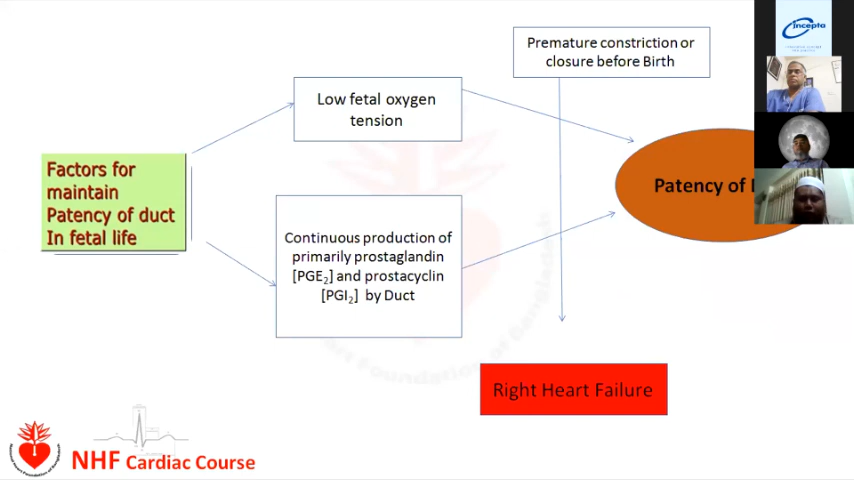 Premature constriction or
closure before Birth
Low fetal oxygen
tension
Factors for
maintain
Patency of duct
In fetal life
Patency of
Continuous production of
primarily prostaglandin
[PGE2] and prostacyclin
[PGI2] by Duct
Right Heart Failure
NHF Cardiac Course
incepta